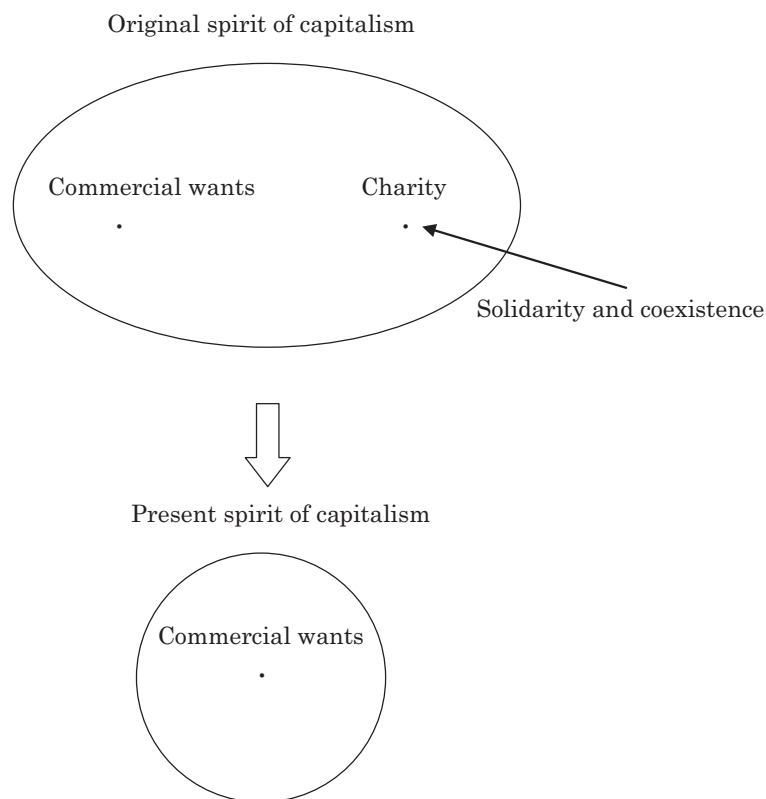 Original spirit of capitalism
Commercial wants
Charity
Solidarity and coexistence
Present spirit of capitalism
Commercial wants